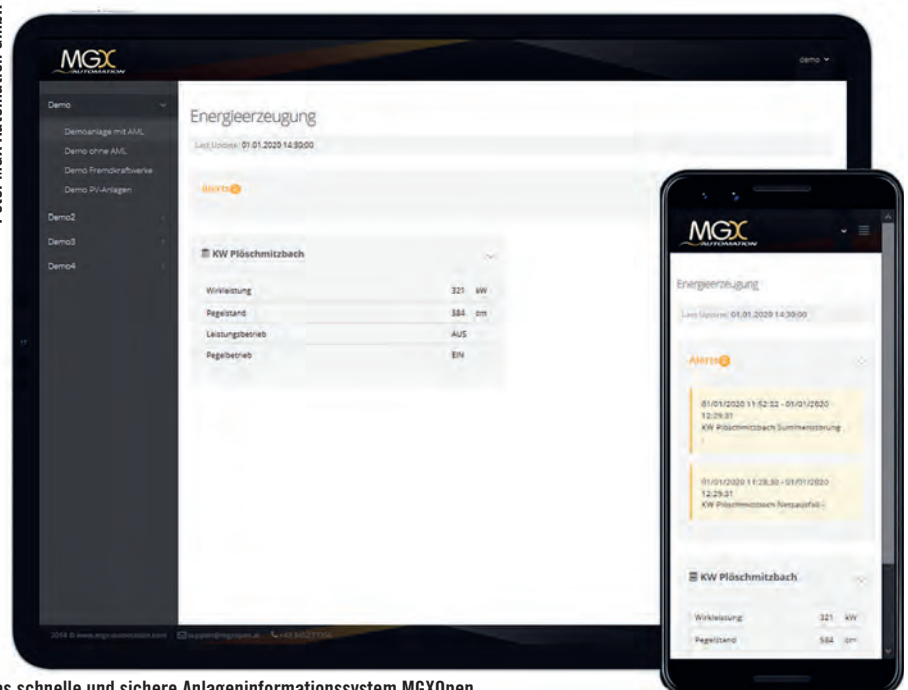 MGX
AUTOMATION
demo
Demo
Demoanlage mit AML
Demo ohne AML
Demo Fremdkraftwerke
Demo PV-Anlagen
Demo2
Demo3
Demo4
Energieerzeugung
Last Update: 01.01.2020 14:30:00
Alerts 2
KW Plöschmitzbach
Wirkleistung 321 kW
Pegelstand 584 cm
Leistungsbetrieb AUS
Pegelbetrieb EIN
MGX
AUTOMATION
Energieerzeugung
Last Update: 01.01.2020 14:30:00
Alerts 2
01/01/2020 11:52:32 - 01/01/2020
12:29:31
KW Plöschmitzbach Summenstörung
-
01/01/2020 11:28:30 - 01/01/2020
12:29:31
KW Plöschmitzbach Netzausfall -
KW Plöschmitzbach
Wirkleistung 321 kW
Pegelstand 584 cm
schnelle und sichere Anlageninformationssystem MGXOpen